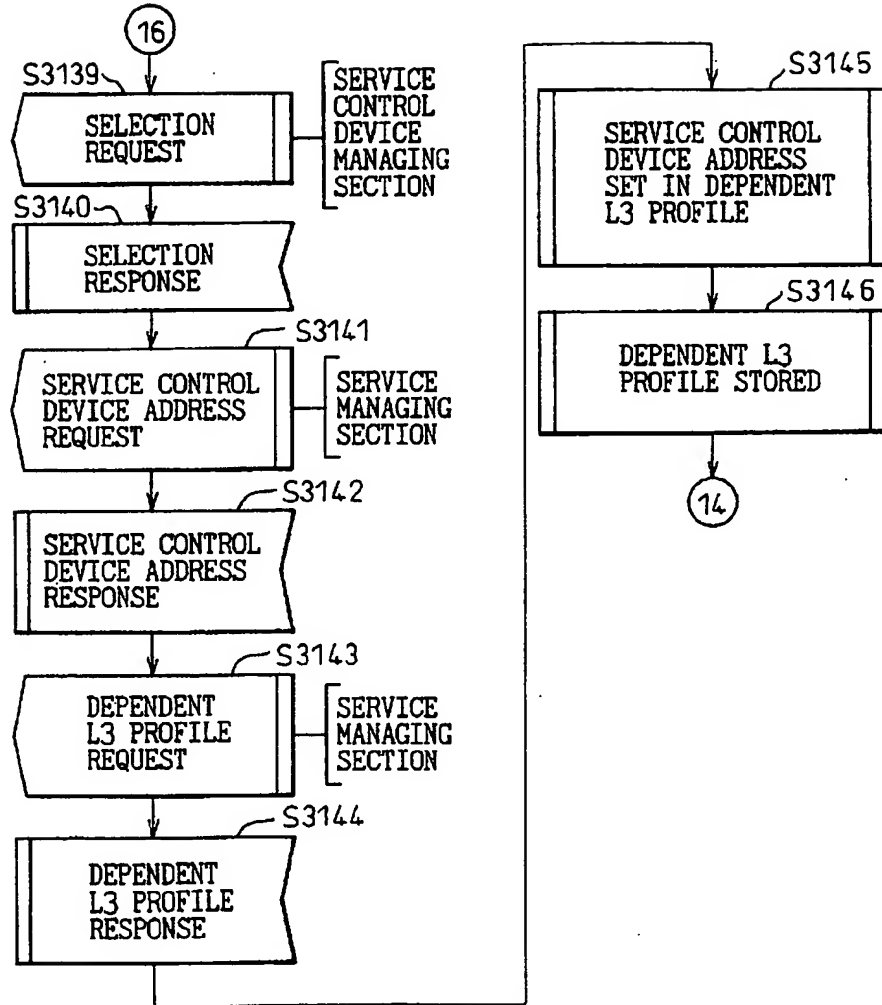 16
S3139
SELECTION
REQUEST
SERVICE
CONTROL
DEVICE
MANAGING
SECTION
S3140
SELECTION
RESPONSE
S3141
SERVICE CONTROL
DEVICE ADDRESS
REQUEST
SERVICE
MANAGING
SECTION
S3142
SERVICE CONTROL
DEVICE ADDRESS
RESPONSE
S3143
DEPENDENT
L3 PROFILE
REQUEST
SERVICE
MANAGING
SECTION
S3144
DEPENDENT
L3 PROFILE
RESPONSE
S3145
SERVICE CONTROL
DEVICE ADDRESS
SET IN DEPENDENT
L3 PROFILE
S3146
DEPENDENT L3
PROFILE STORED
14